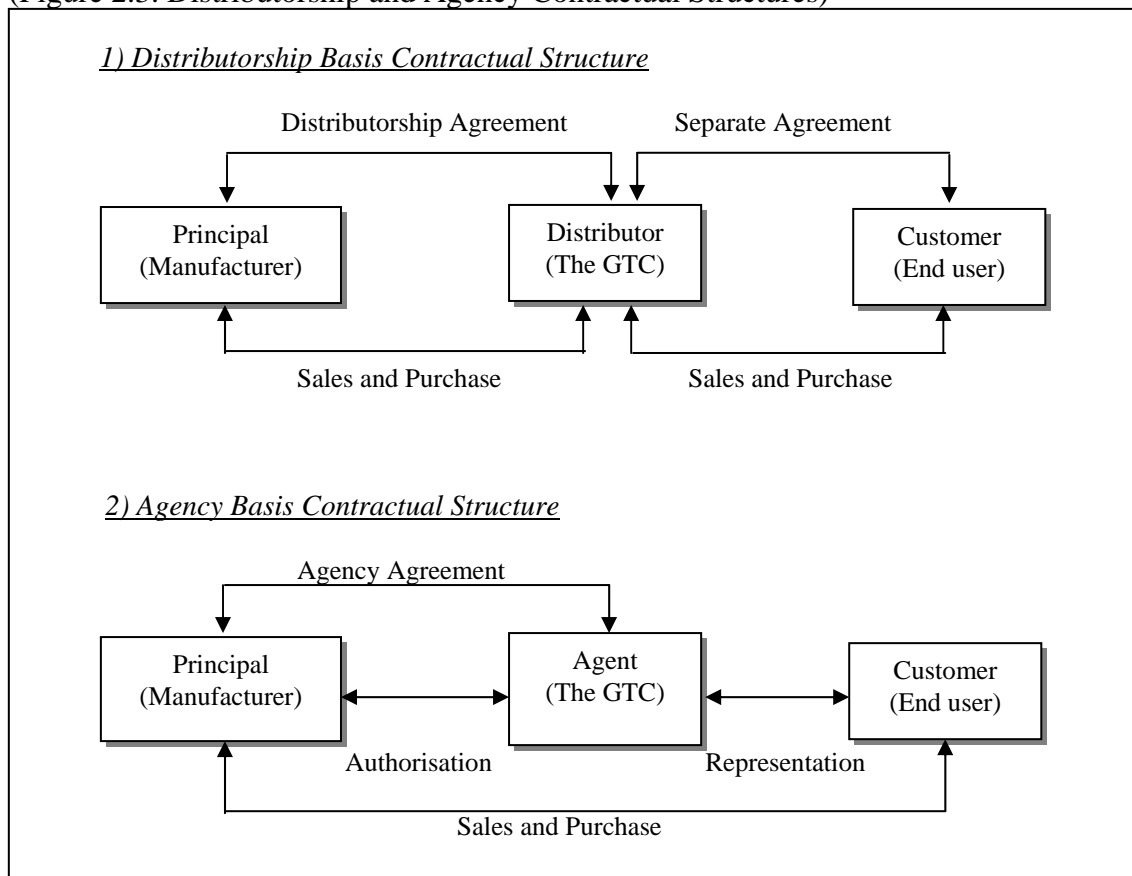 (Figure 2.3: Distributorship and Agency Contractual Structures)
1) Distributorship Basis Contractual Structure
Distributorship Agreement
Separate Agreement
Principal
(Manufacturer)
Distributor
(The GTC)
Customer
(End user)
Sales and Purchase
Sales and Purchase
2) Agency Basis Contractual Structure
Agency Agreement
Principal
(Manufacturer)
Agent
(The GTC)
Customer
(End user)
Authorisation
Representation
Sales and Purchase